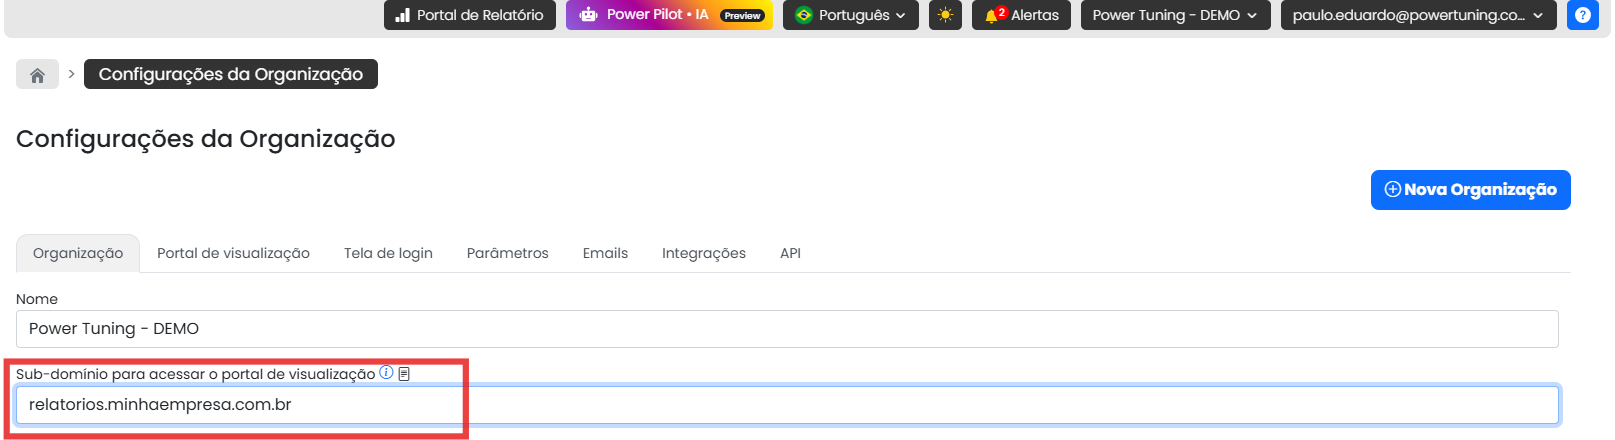 Portal de Relatório Power Pilot • IA Preview Português 2 Alertas Power Tuning - DEMO paulo.eduardo@powertuning.co... ?
> Configurações da Organização
Configurações da Organização
Nova Organização
Organização Portal de visualização Tela de login Parâmetros Emails Integrações API
Nome
Power Tuning - DEMO
Sub-domínio para acessar o portal de visualização
relatorios.minhaempresa.com.br